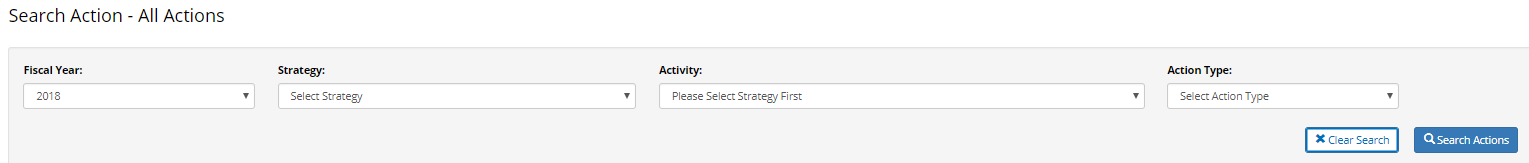 Search Action - All Actions
Fiscal Year: Strategy: Activity: Action Type:
2018 Select Strategy Please Select Strategy First Select Action Type
Clear Search Search Actions